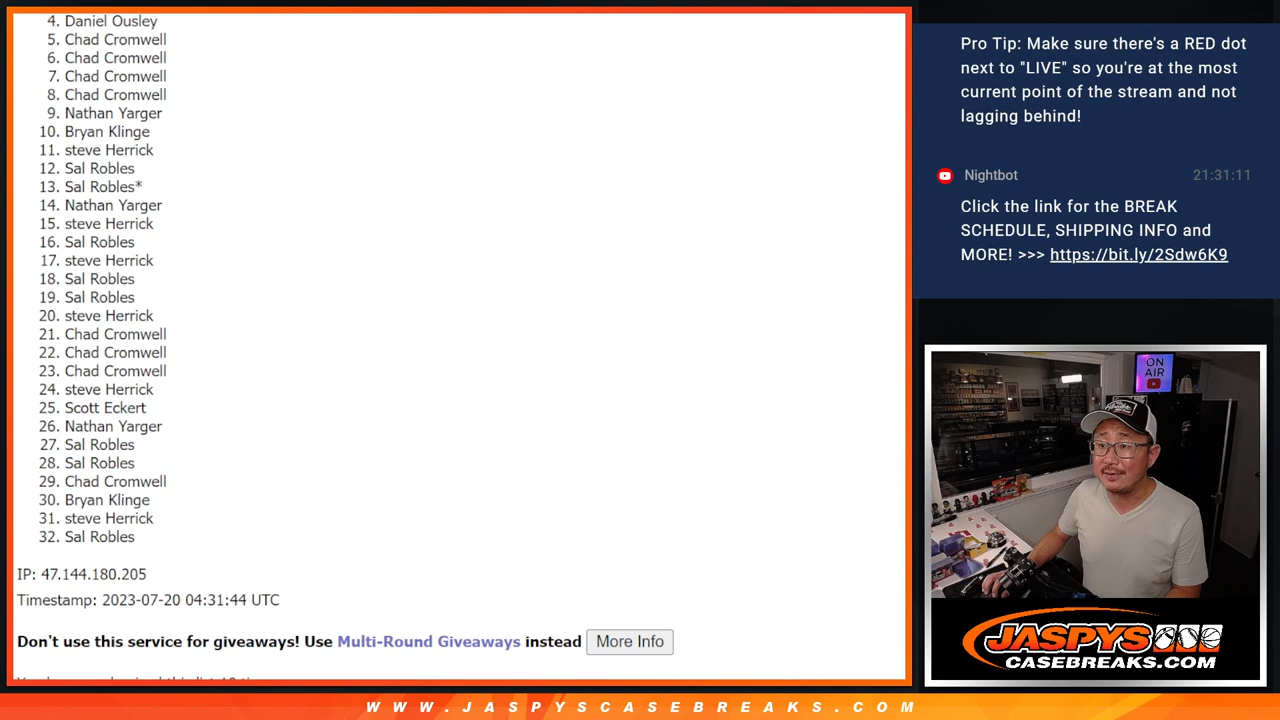 4. Daniel Ousley
5. Chad Cromwell
6. Chad Cromwell
7. Chad Cromwell
8. Chad Cromwell
9. Nathan Yarger
10. Bryan Klinge
11. steve Herrick
12. Sal Robles
13. Sal Robles*
14. Nathan Yarger
15. steve Herrick
16. Sal Robles
17. steve Herrick
18. Sal Robles
19. Sal Robles
20. steve Herrick
21. Chad Cromwell
22. Chad Cromwell
23. Chad Cromwell
24. steve Herrick
25. Scott Eckert
26. Nathan Yarger
27. Sal Robles
28. Sal Robles
29. Chad Cromwell
30. Bryan Klinge
31. steve Herrick
32. Sal Robles
IP: 47.144.180.205
Timestamp: 2023-07-20 04:31:44 UTC
Don't use this service for giveaways! Use Multi-Round Giveaways instead More Info
Pro Tip: Make sure there's a RED dot
next to "LIVE" so you're at the most
current point of the stream and not
lagging behind!
Nightbot 21:31:11
Click the link for the BREAK
SCHEDULE, SHIPPING INFO and
MORE! >>> https://bit.ly/2Sdw6K9
ON
AIR
JASPYS
CASEBREAKS.COM
WWW.JASPYSCASEBREAKS.COM